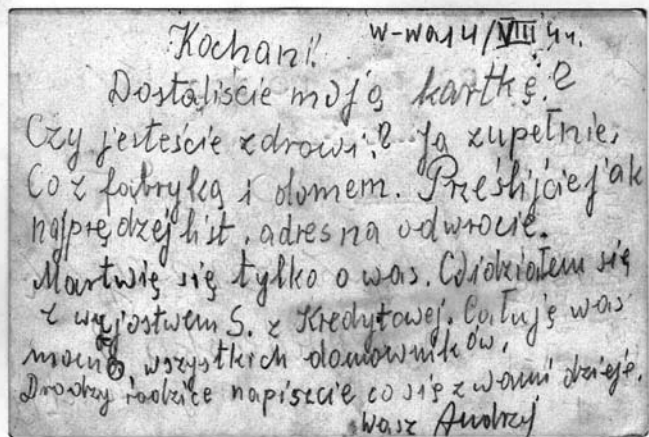 W-wa 14/VIII 44.
Kochani!
Dostaliście moją kartkę?
Czy jesteście zdrowi? Ja zupełnie,
Co z fabryką i domem. Prześlijcie jak
najprędzej list, adres na odwrocie.
Martwię się tylko o was. Widziałem się
z wujostwem S. z Kredytowej. Całuję was
mocno wszystkich domowników,
Drodzy rodzice napiszcie co się z wami dzieje.
Wasz Andrzej